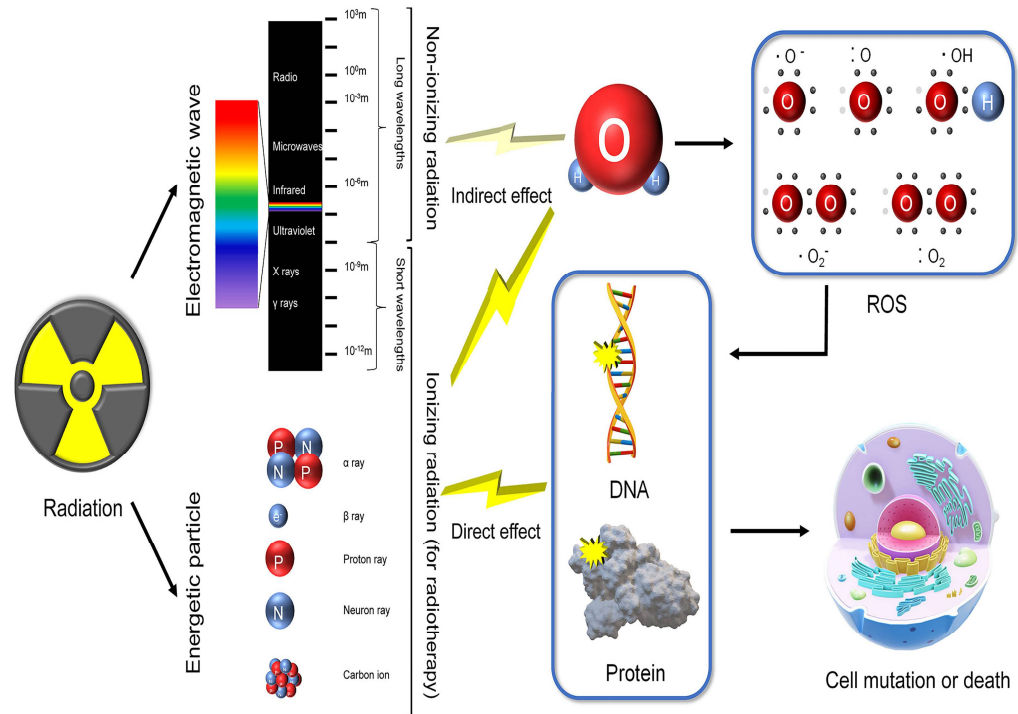 Radiation
Electromagnetic wave
Energetic particle
Radio
Microwaves
Infrared
Ultraviolet
X rays
γ rays
10³m
10⁰m
10⁻³m
10⁻⁶m
10⁻⁹m
10⁻¹²m
Long wavelengths
Short wavelengths
P N
N P
α ray
e⁻
β ray
P
Proton ray
N
Neuron ray
Carbon ion
Non-ionizing radiation
Ionizing radiation (for radiotherapy)
Indirect effect
Direct effect
O
H H
· O⁻
: O
· OH
O
O
O H
O O
O O
· O₂⁻
: O₂
ROS
DNA
Protein
Cell mutation or death